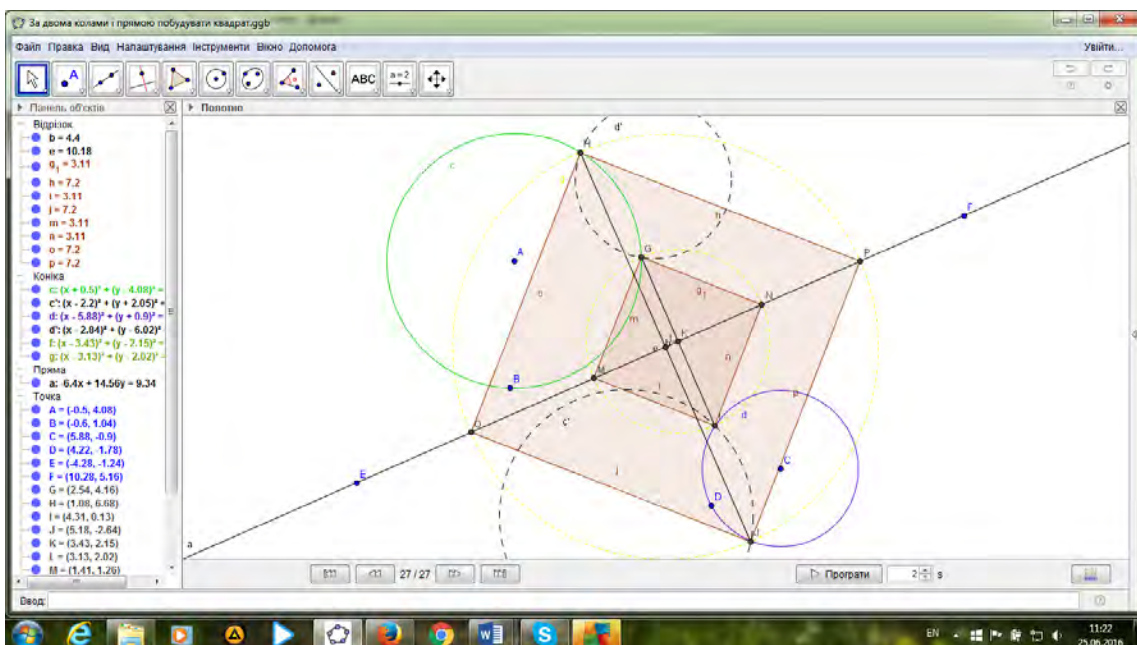 За двома колами і прямою побудувати квадрат.ggb
Файл Правка Вид Налаштування Інструменти Вікно Допомога
Увійти...
A
ABC
a=2
Панель об'єктів
Полотно
Відрізок
b = 4.4
e = 10.18
g₁ = 3.11
h = 7.2
i = 3.11
j = 7.2
m = 3.11
n = 3.11
o = 7.2
p = 7.2
Коніка
c: (x + 0.5)² + (y - 4.08)² =
c': (x - 2.2)² + (y + 2.05)² +
d: (x - 5.88)² + (y + 0.9)² =
d': (x - 2.84)² + (y - 6.02)² =
f: (x - 3.43)² + (y - 2.15)² =
g: (x - 3.13)² + (y - 2.02)² =
Пряма
a: -6.4x + 14.56y = 9.34
Точка
A = (-0.5, 4.08)
B = (-0.6, 1.04)
C = (5.88, -0.9)
D = (4.22, -1.78)
E = (-4.28, -1.24)
F = (10.28, 5.16)
G = (2.54, 4.16)
H = (1.08, 6.68)
I = (4.31, 0.13)
J = (5.18, -2.64)
K = (3.43, 2.15)
L = (3.13, 2.02)
M = (1.41, 1.26)
d'
H
c
h
F
A
G
P
g₁
N
o
m
K
e
n
B
M
i
p
O
c'
d
C
E
j
D
J
a
27 / 27
Програти
2
s
Ввод:
EN
11:22
25.06.2016